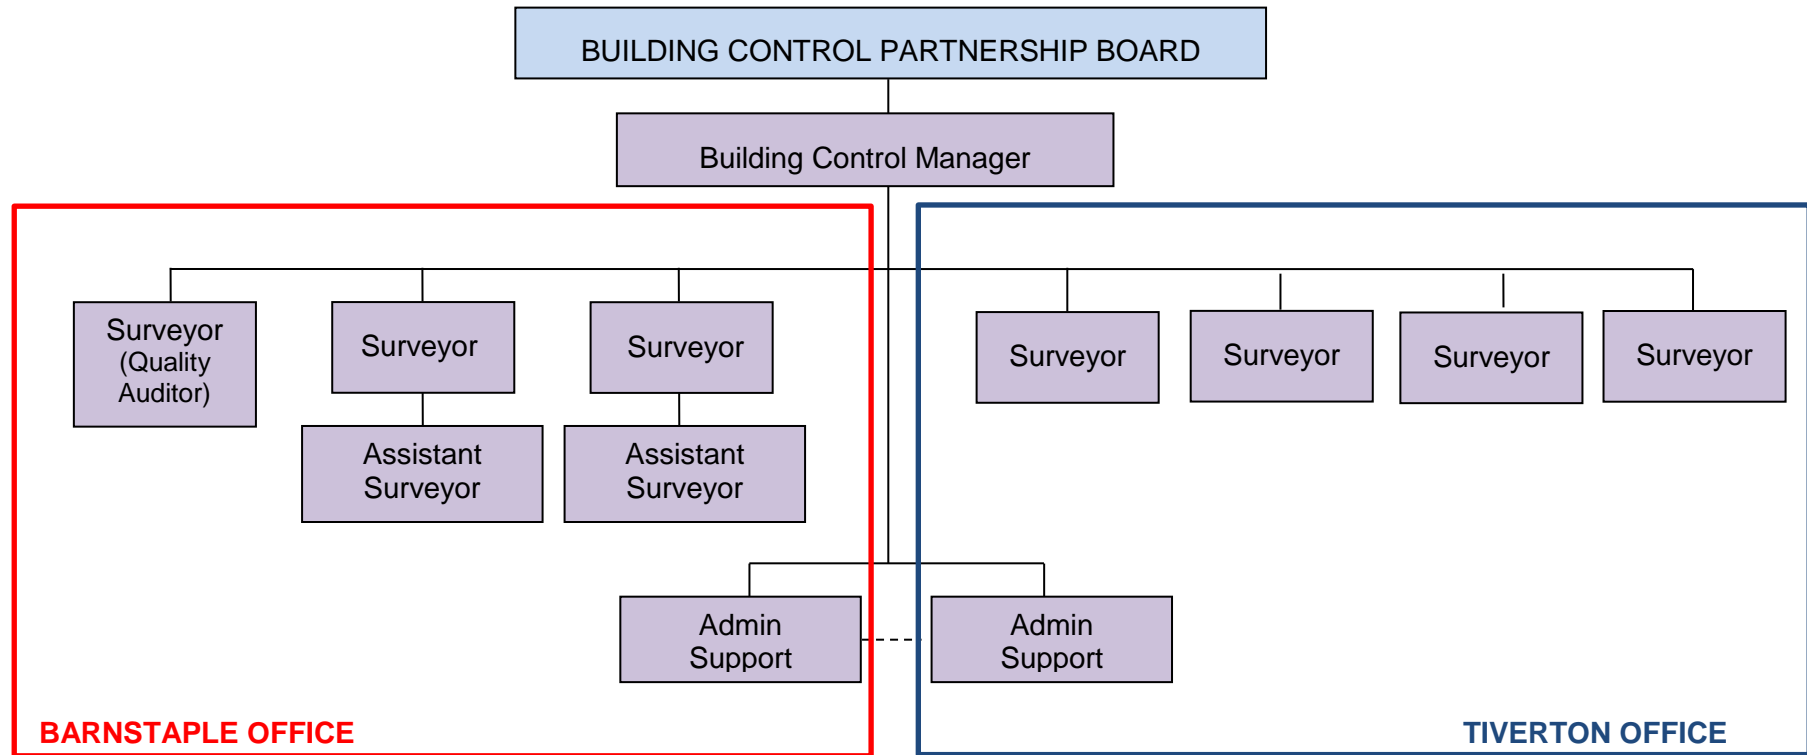 BUILDING CONTROL PARTNERSHIP BOARD
Building Control Manager
Surveyor
(Quality
Auditor)
Surveyor
Surveyor
Surveyor
Surveyor
Surveyor
Surveyor
Assistant
Surveyor
Assistant
Surveyor
Admin
Support
Admin
Support
BARNSTAPLE OFFICE
TIVERTON OFFICE